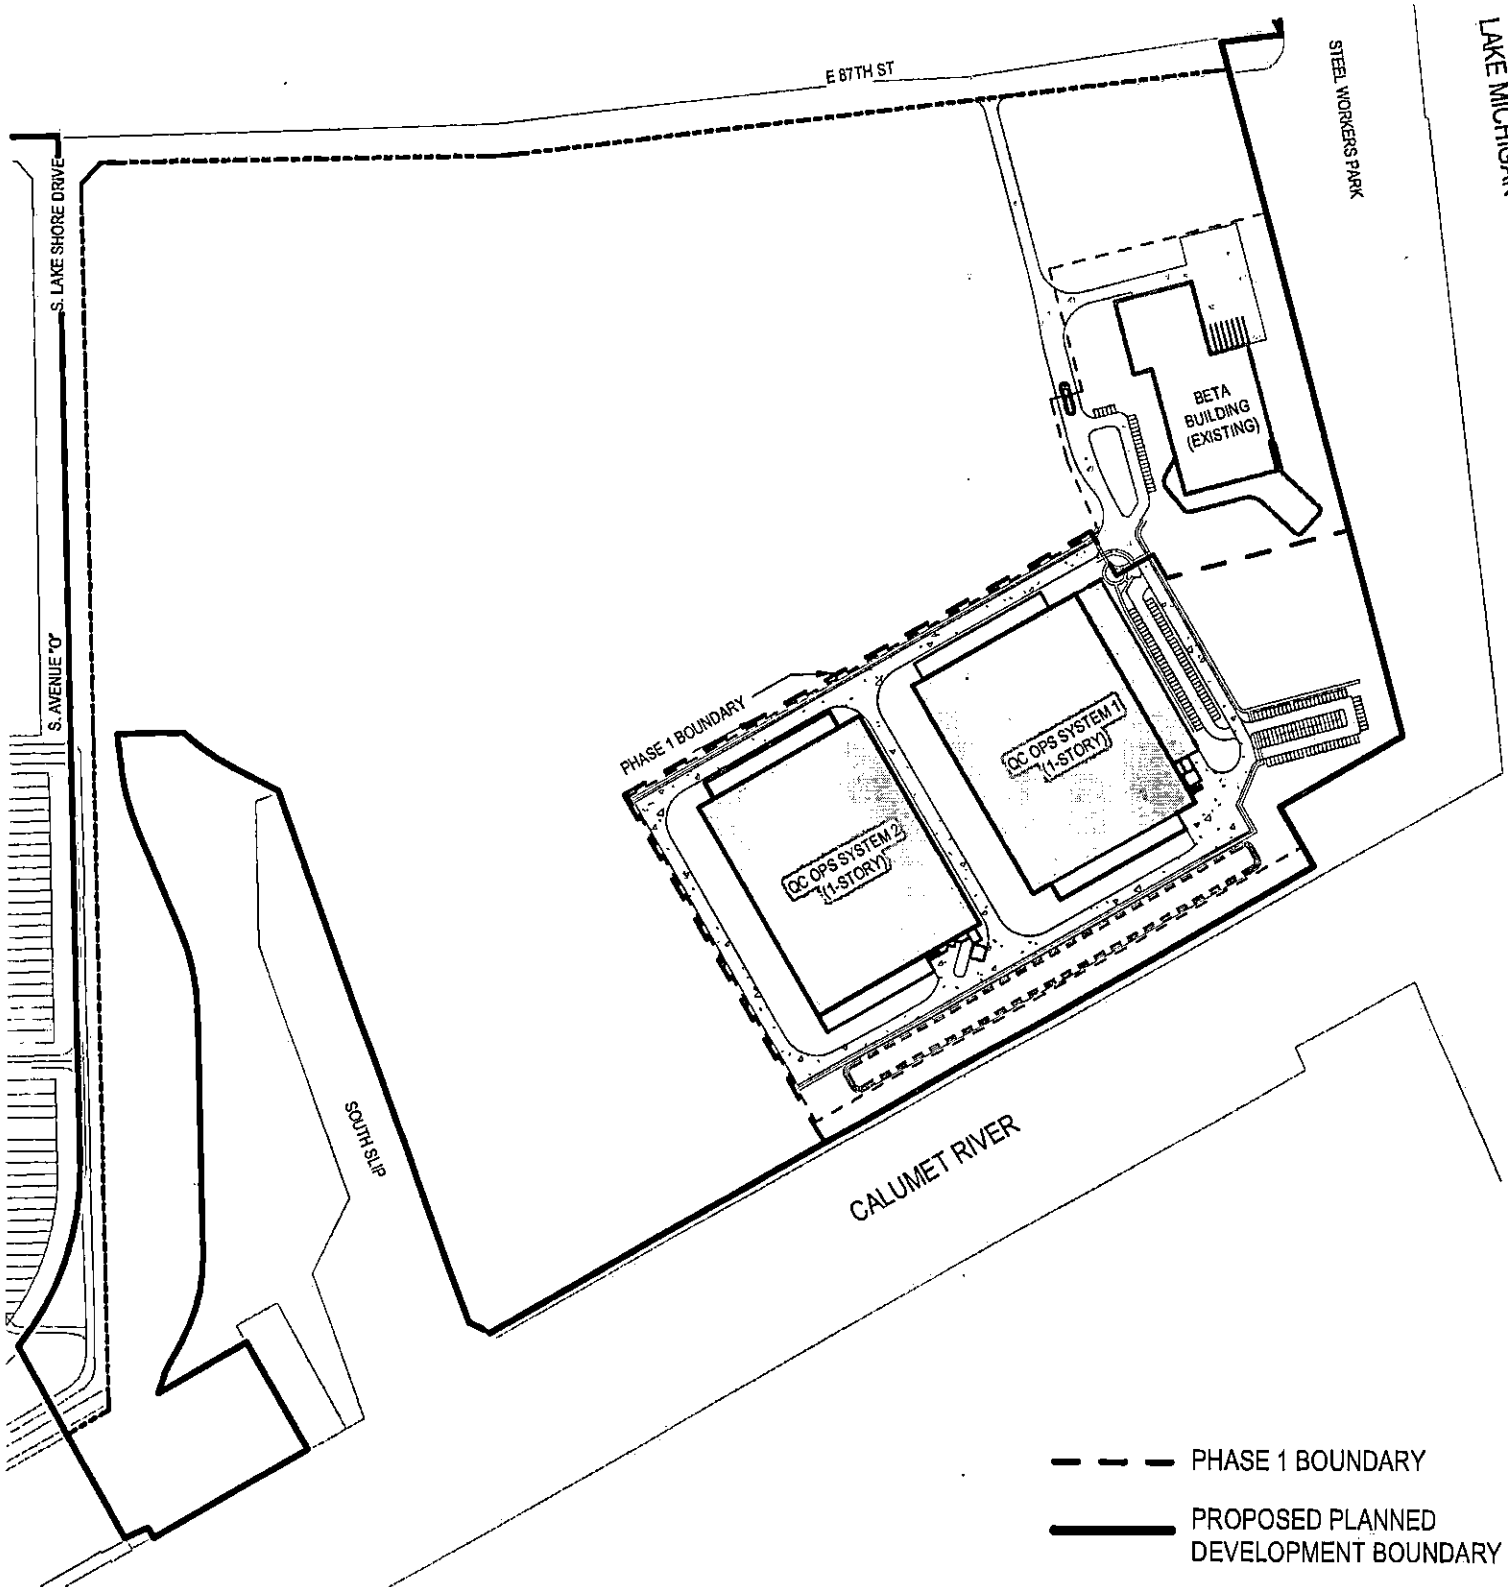 LAKE MICHIGAN
E 87TH ST
STEEL WORKERS PARK
S. LAKE SHORE DRIVE
BETA
BUILDING
(EXISTING)
S. AVENUE "O"
PHASE 1 BOUNDARY
QC OPS SYSTEM 1
(1-STORY)
QC OPS SYSTEM 2
(1-STORY)
SOUTH SLIP
CALUMET RIVER
PHASE 1 BOUNDARY
PROPOSED PLANNED
DEVELOPMENT BOUNDARY